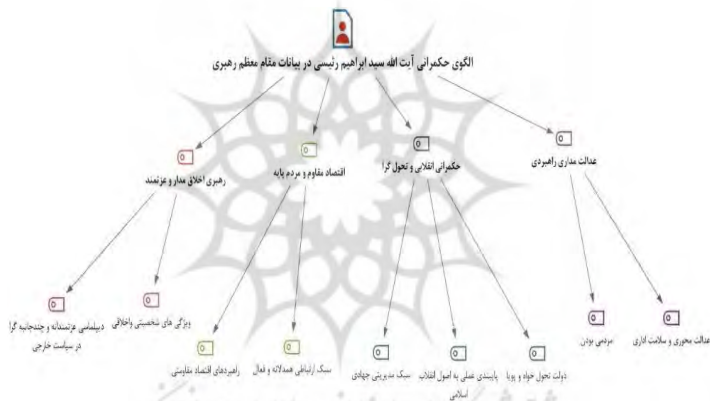 الگوی حکمرانی آیت الله سید ابراهیم رئیسی در بیانات مقام معظم رهبری
عدالت مداری راهبردی
حکمرانی انقلابی و تحول گرا
اقتصاد مقاوم و مردم پایه
رهبری اخلاق مدار و عزتمند
عدالت محوری و سلامت اداری
مردمی بودن
دولت تحول خواه و پویا
پایبندی عملی به اصول انقلاب
اسلامی
سبک مدیریتی جهادی
سبک ارتباطی همدلانه و فعال
راهبردهای اقتصاد مقاومتی
ویژگی های شخصیتی واخلاقی
دیپلماسی عزتمندانه و چندجانبه گرا
در سیاست خارجی